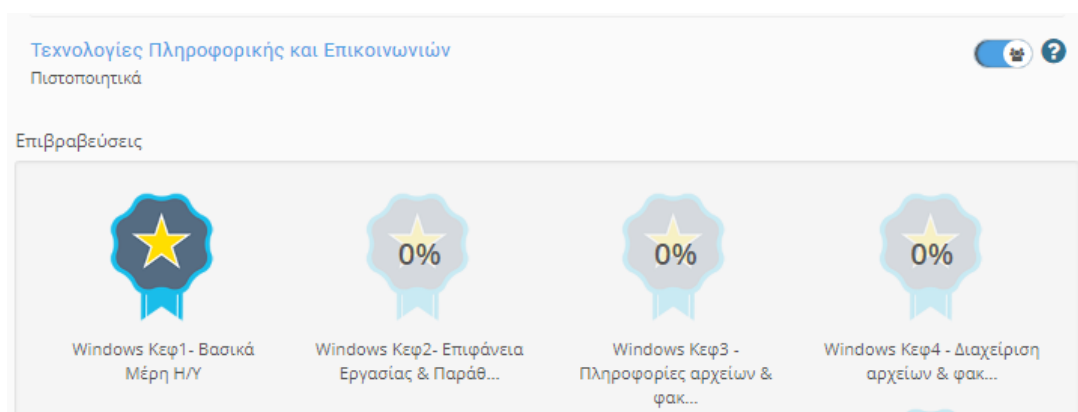 Τεχνολογίες Πληροφορικής και Επικοινωνιών
Πιστοποιητικά
Επιβραβεύσεις
0%
0%
0%
Windows Κεφ1- Βασικά
Μέρη Η/Υ
Windows Κεφ2- Επιφάνεια
Εργασίας & Παράθ...
Windows Κεφ3 -
Πληροφορίες αρχείων &
φακ...
Windows Κεφ4 - Διαχείριση
αρχείων & φακ...